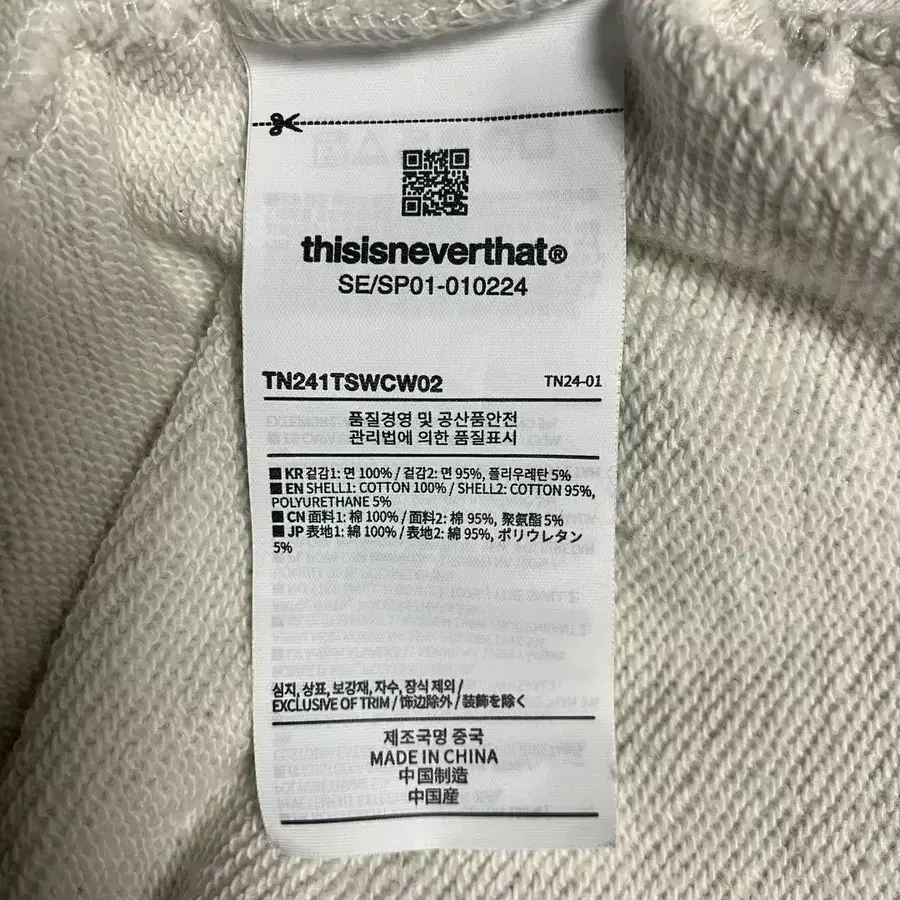 thisisneverthat®
SE/SP01-010224
TN241TSWCW02 TN24-01
품질경영 및 공산품안전
관리법에 의한 품질표시
KR 겉감1: 면 100% / 겉감2: 면 95%, 폴리우레탄 5%
EN SHELL1: COTTON 100% / SHELL2: COTTON 95%,
POLYURETHANE 5%
CN 面料1: 棉 100% / 面料2: 棉 95%, 聚氨酯 5%
JP 表地1: 綿 100% / 表地2: 綿 95%, ポリウレタン
5%
심지, 상표, 보강재, 자수, 장식 제외 /
EXCLUSIVE OF TRIM / 饰边除外 / 装飾を除く
제조국명 중국
MADE IN CHINA
中国制造
中国産